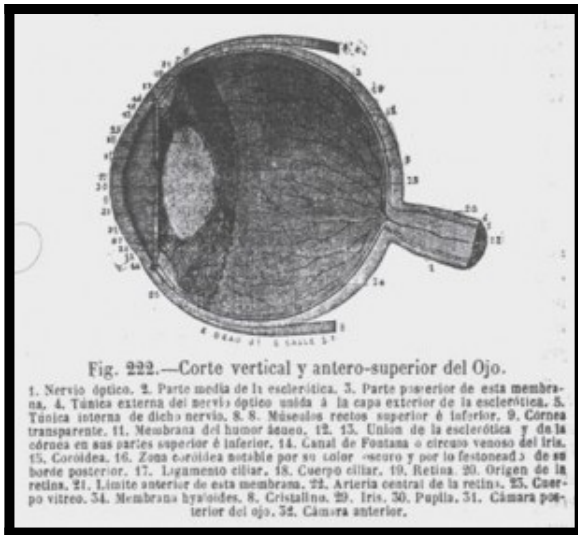 Fig. 222.—Corte vertical y antero-superior del Ojo.
1. Nervio óptico. 2. Parte media de la esclerótica. 3. Parte posterior de esta membra-
na. 4. Túnica externa del nervio óptico unida á la capa exterior de la esclerótica. 5.
Túnica interna de dicho nervio. 8. 8. Músculos rectos superior é inferior. 9. Córnea
transparente. 11. Membrana del humor ácueo. 12. 13. Union de la esclerótica y de la
córnea en sus partes superior é inferior. 14. Canal de Fontana o círculo venoso del iris.
15. Coroidea. 16. Zona coróidea notable por su color oscuro y por lo festoneado de su
borde posterior. 17. Ligamento ciliar. 18. Cuerpo ciliar. 19. Retina. 20. Origen de la
retina. 21. Límite anterior de esta membrana. 22. Arteria central de la retina. 23. Cuer-
po vítreo. 34. Membrana hyaloides. 8. Cristalino. 29. Iris. 30. Pupila. 31. Cámara pos-
terior del ojo. 32. Cámara anterior.